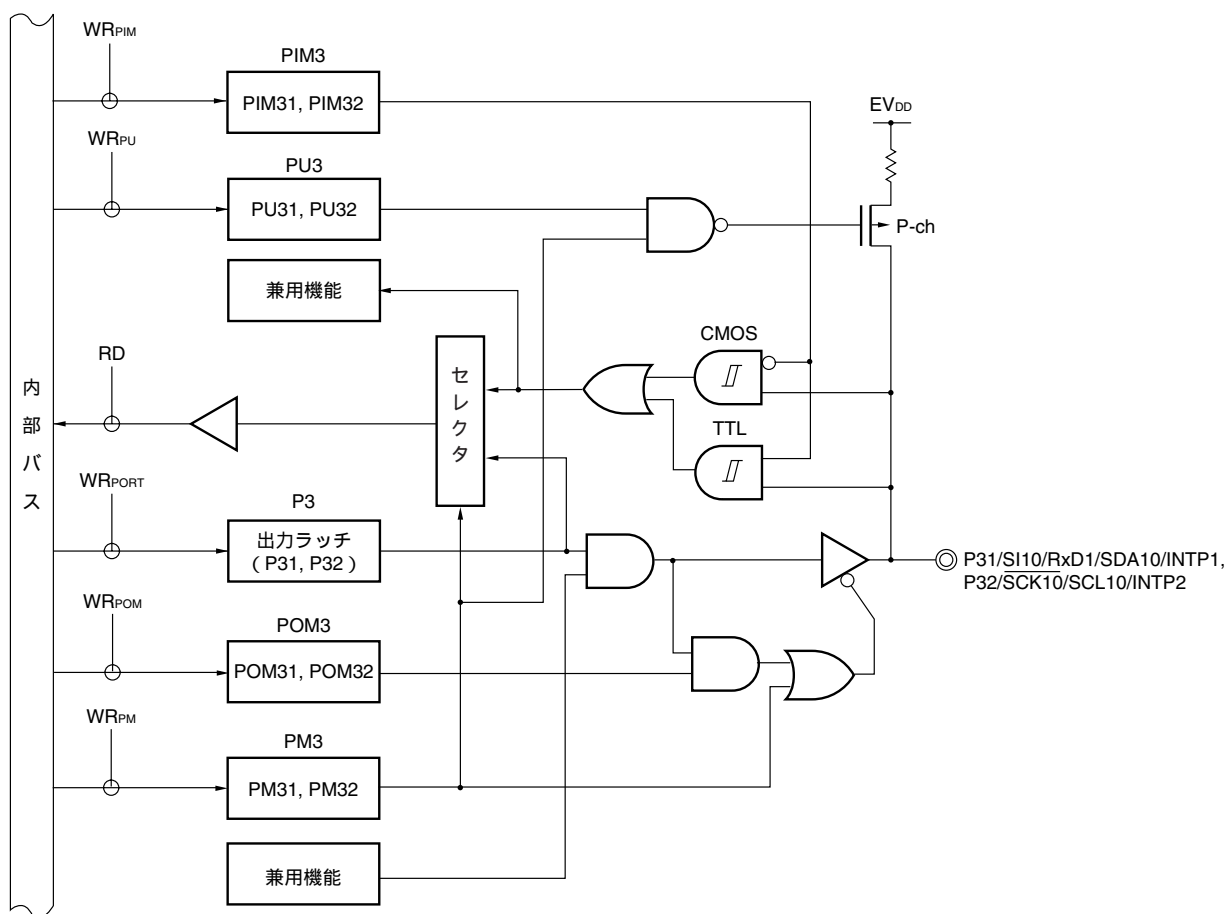 WRPIM
PIM3
PIM31, PIM32
EVDD
WRPU
PU3
PU31, PU32
P-ch
兼用機能
CMOS
RD
セレクタ
内部バス
TTL
WRPORT
P3
出力ラッチ
(P31, P32)
P31/SI10/RxD1/SDA10/INTP1,
P32/SCK10/SCL10/INTP2
WRPOM
POM3
POM31, POM32
WRPM
PM3
PM31, PM32
兼用機能